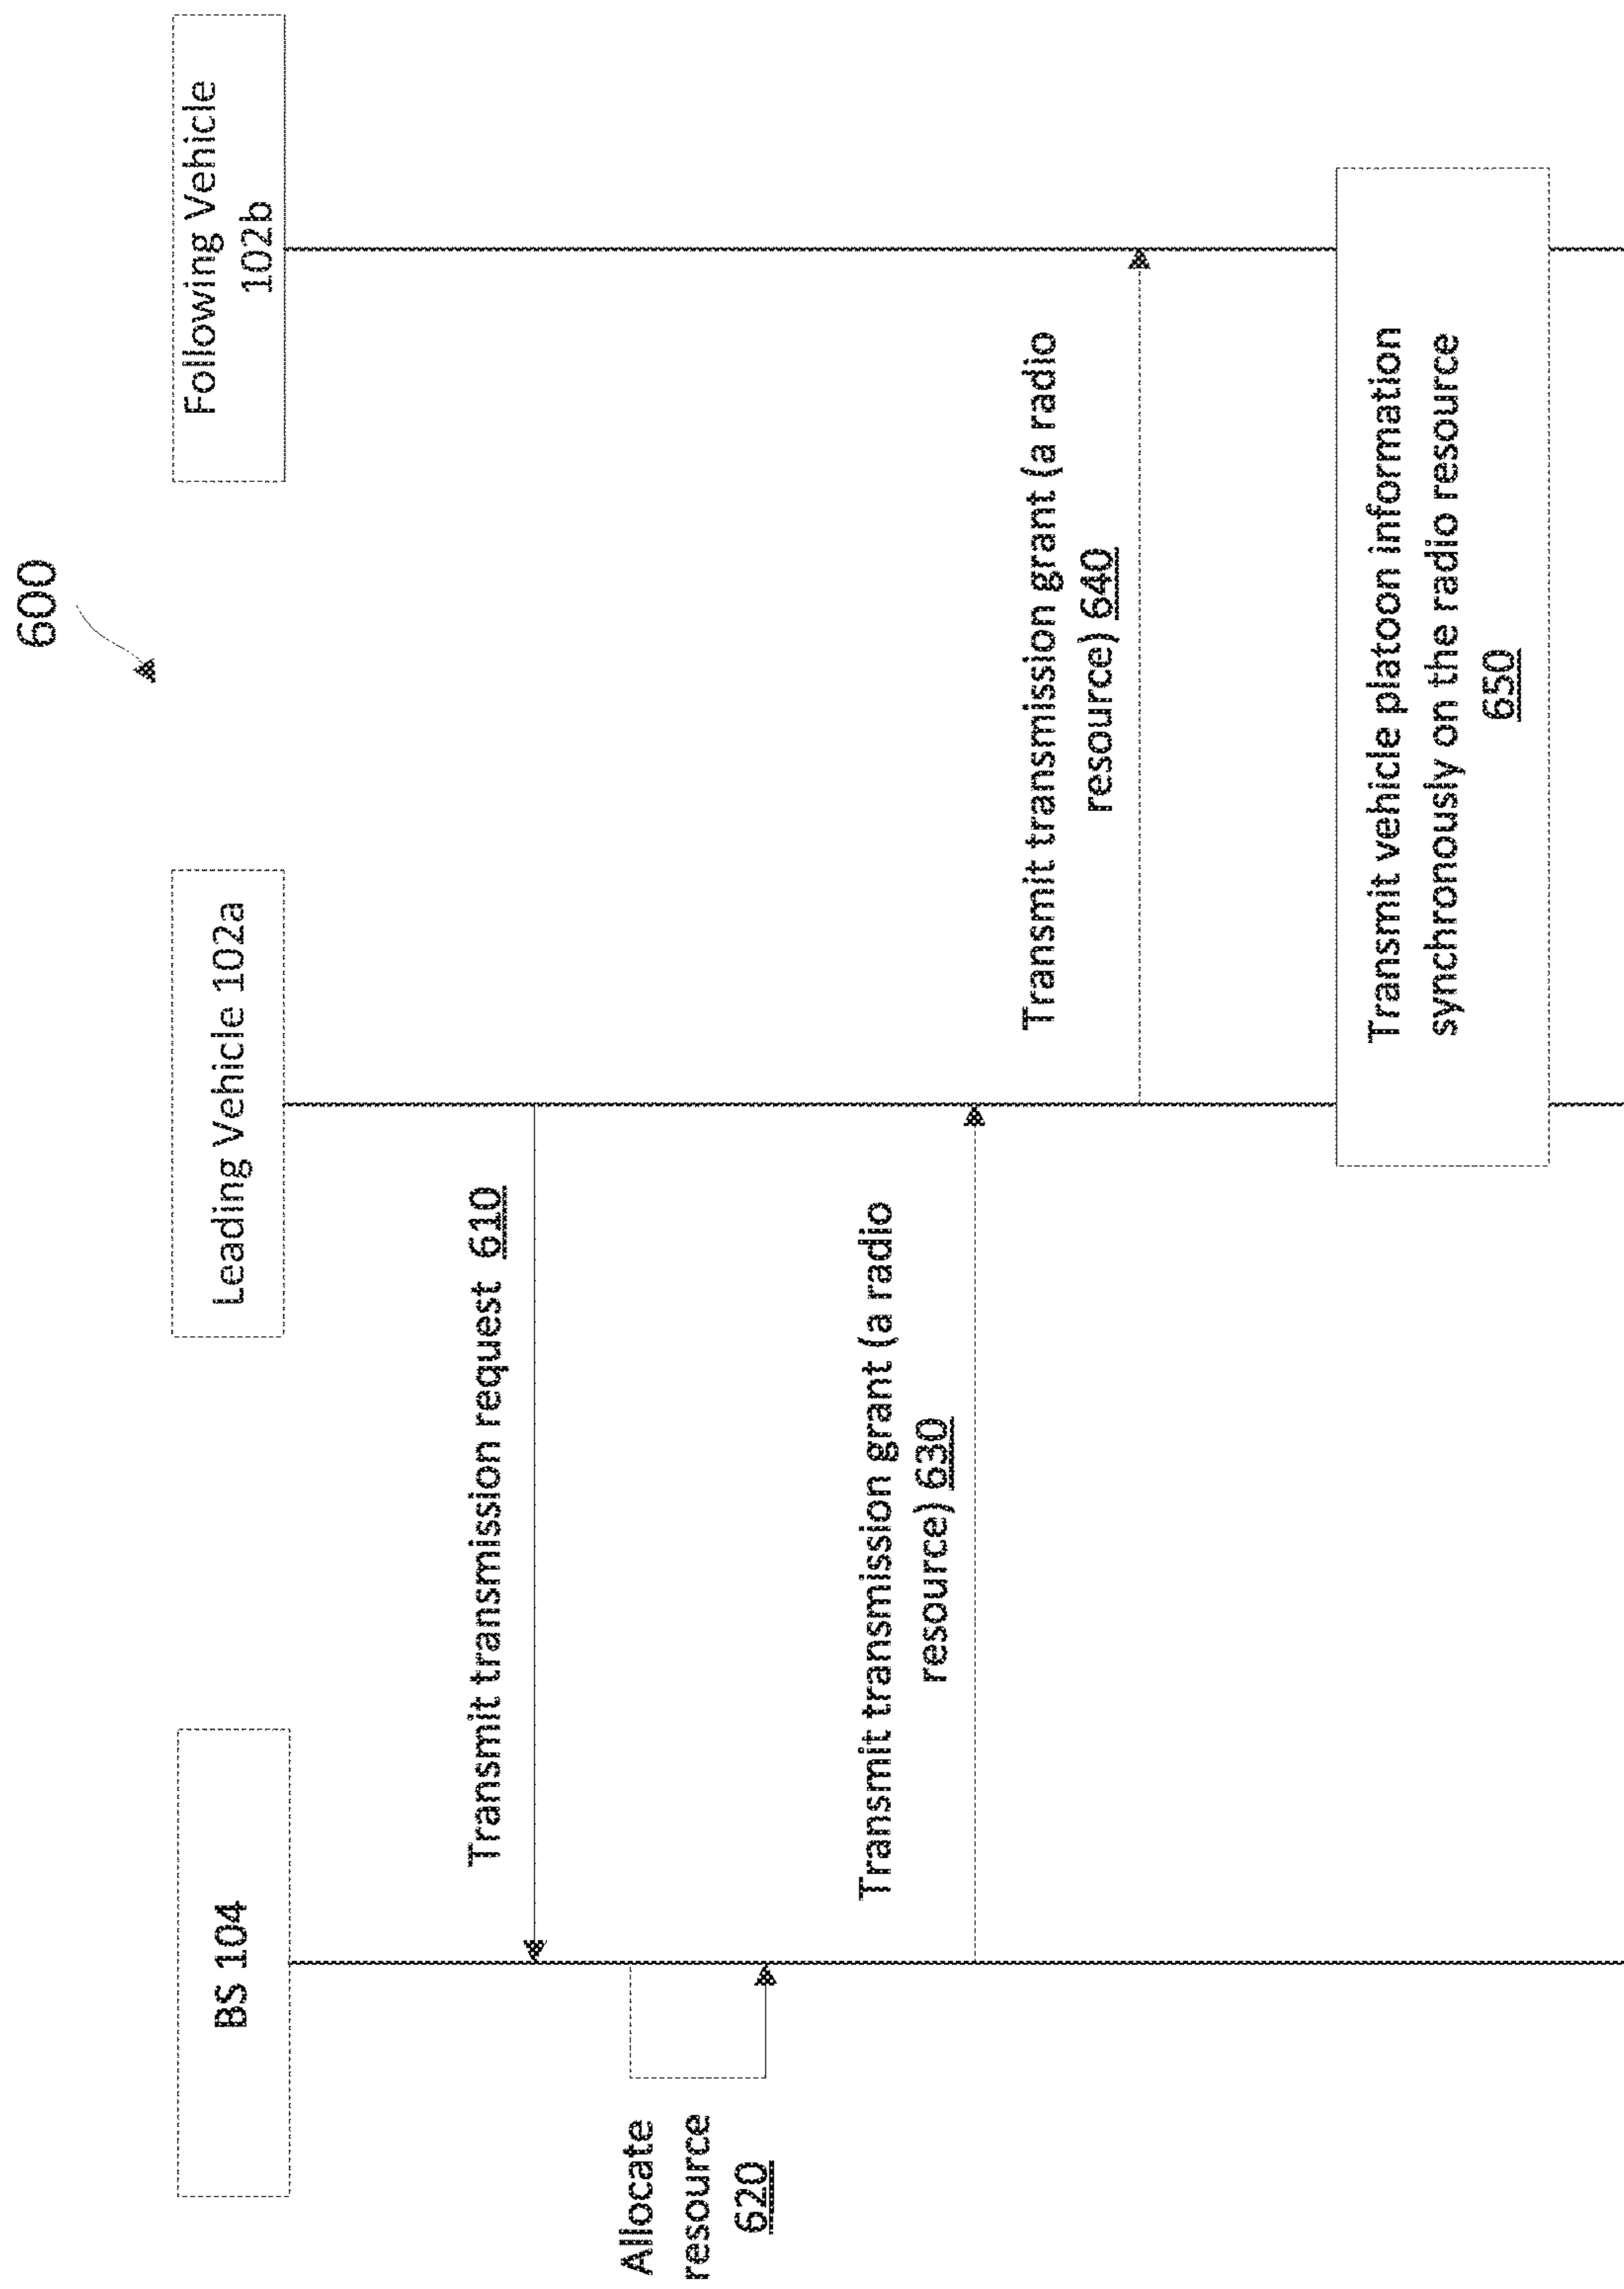 600
BS 104
Leading Vehicle 102a
Following Vehicle
102b
Transmit transmission request 610
Allocate
resource
620
Transmit transmission grant (a radio
resource) 630
Transmit transmission grant (a radio
resource) 640
Transmit vehicle platoon information
synchronously on the radio resource
650